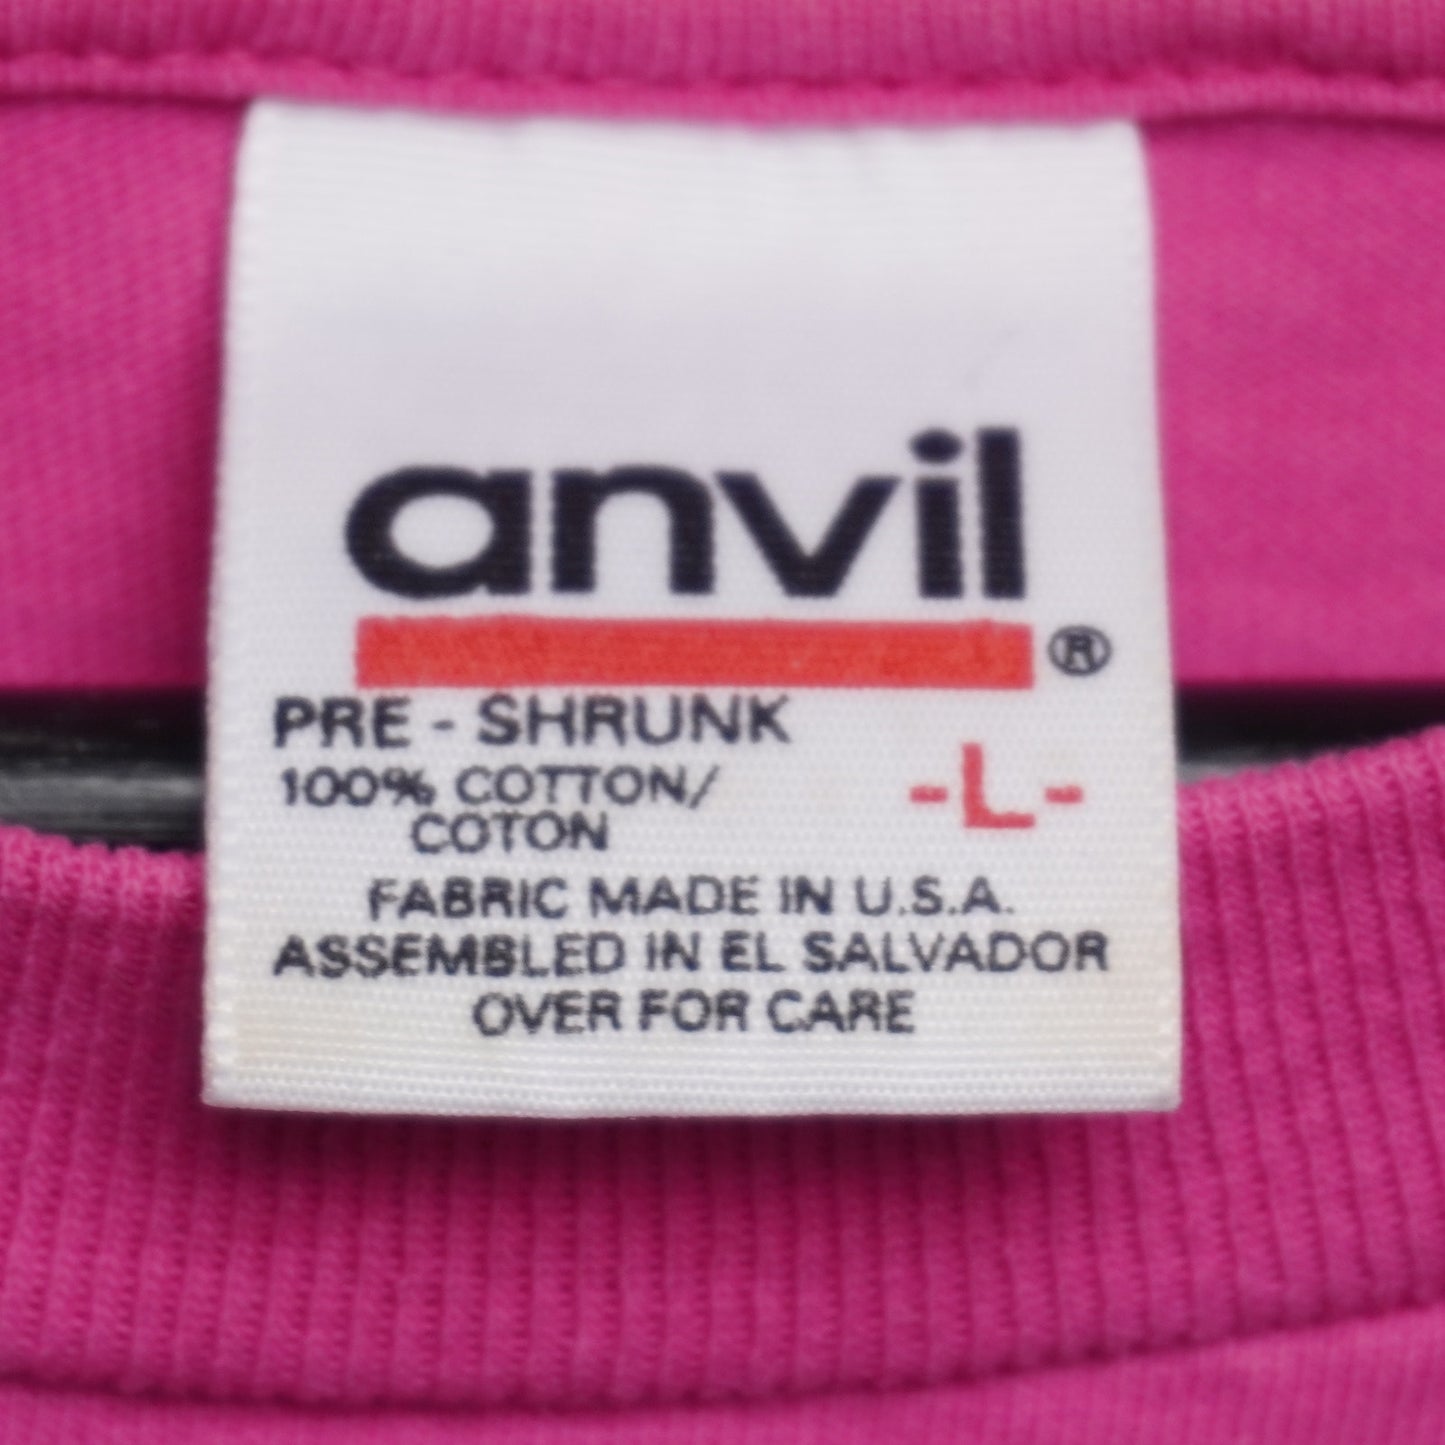 anvil
®
PRE - SHRUNK
100% COTTON/
COTON
-L-
FABRIC MADE IN U.S.A.
ASSEMBLED IN EL SALVADOR
OVER FOR CARE